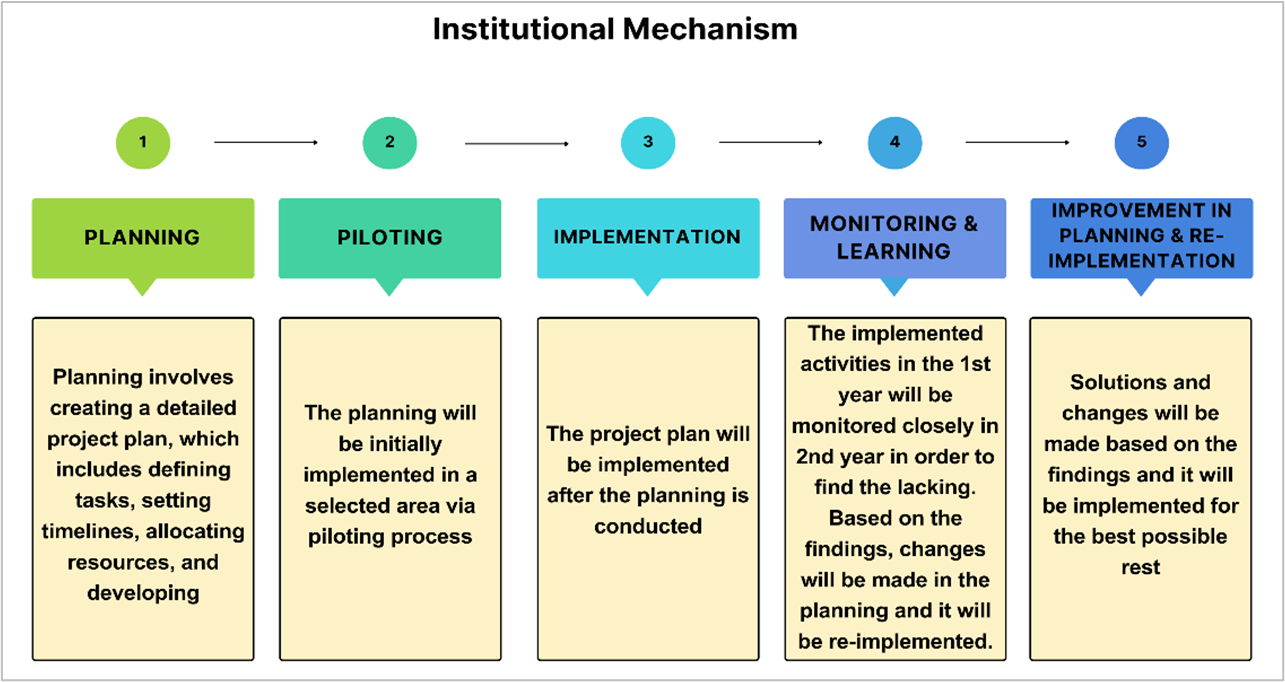 Institutional Mechanism
1
2
3
4
5
PLANNING
PILOTING
IMPLEMENTATION
MONITORING &
LEARNING
IMPROVEMENT IN
PLANNING & RE-
IMPLEMENTATION
Planning involves
creating a detailed
project plan, which
includes defining
tasks, setting
timelines, allocating
resources, and
developing
The planning will
be initially
implemented in a
selected area via
piloting process
The project plan will
be implemented
after the planning is
conducted
The implemented
activities in the 1st
year will be
monitored closely in
2nd year in order to
find the lacking.
Based on the
findings, changes
will be made in the
planning and it will
be re-implemented.
Solutions and
changes will be
made based on the
findings and it will
be implemented for
the best possible
rest